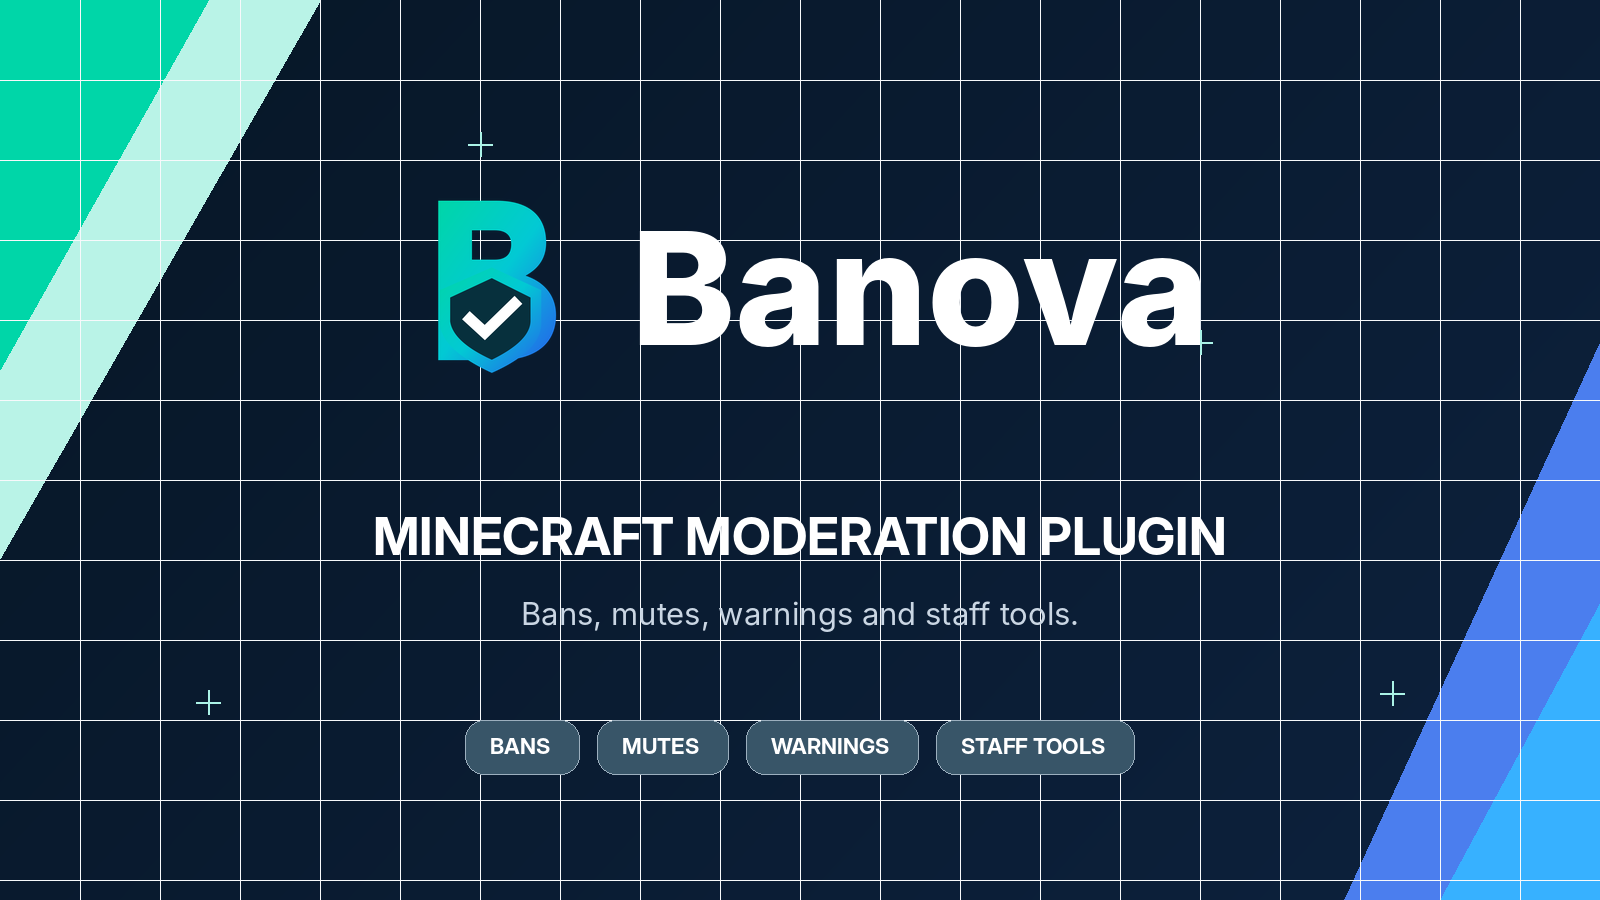 Banova
MINECRAFT MODERATION PLUGIN
Bans, mutes, warnings and staff tools.
BANS MUTES WARNINGS STAFF TOOLS